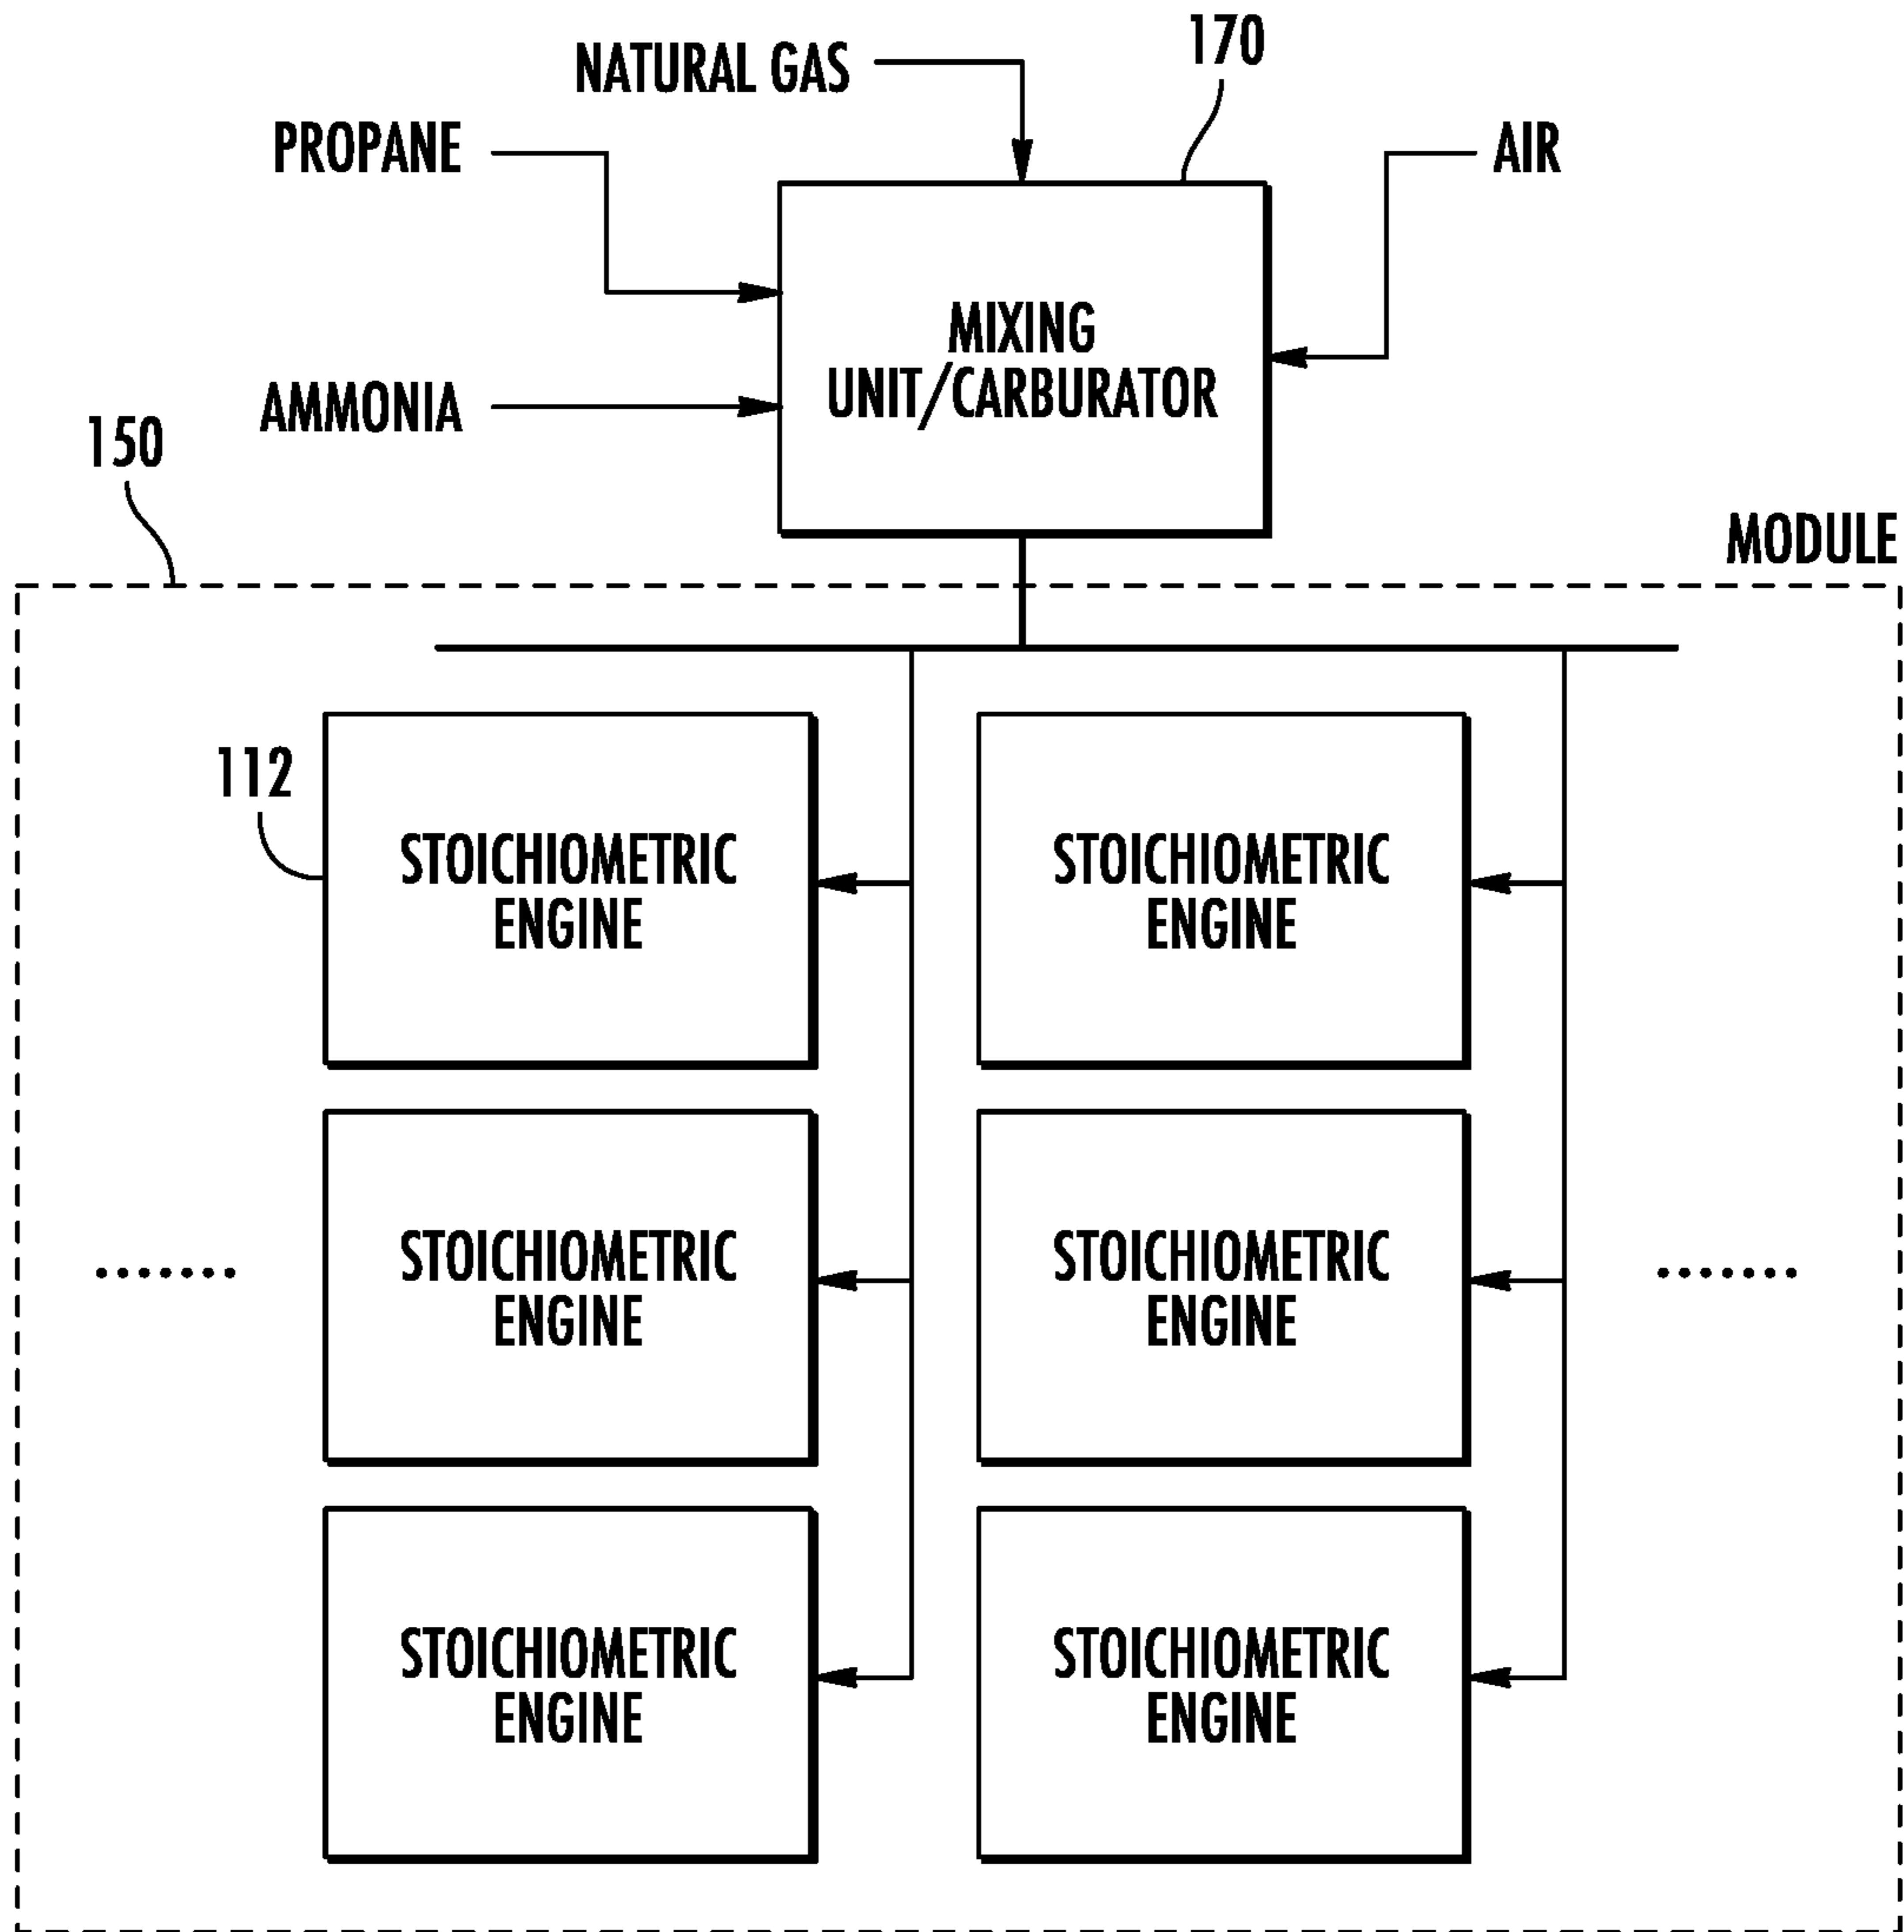 170
NATURAL GAS
PROPANE
AIR
MIXING
UNIT/CARBURATOR
AMMONIA
150
MODULE
112
STOICHIOMETRIC
ENGINE
STOICHIOMETRIC
ENGINE
STOICHIOMETRIC
ENGINE
STOICHIOMETRIC
ENGINE
STOICHIOMETRIC
ENGINE
STOICHIOMETRIC
ENGINE